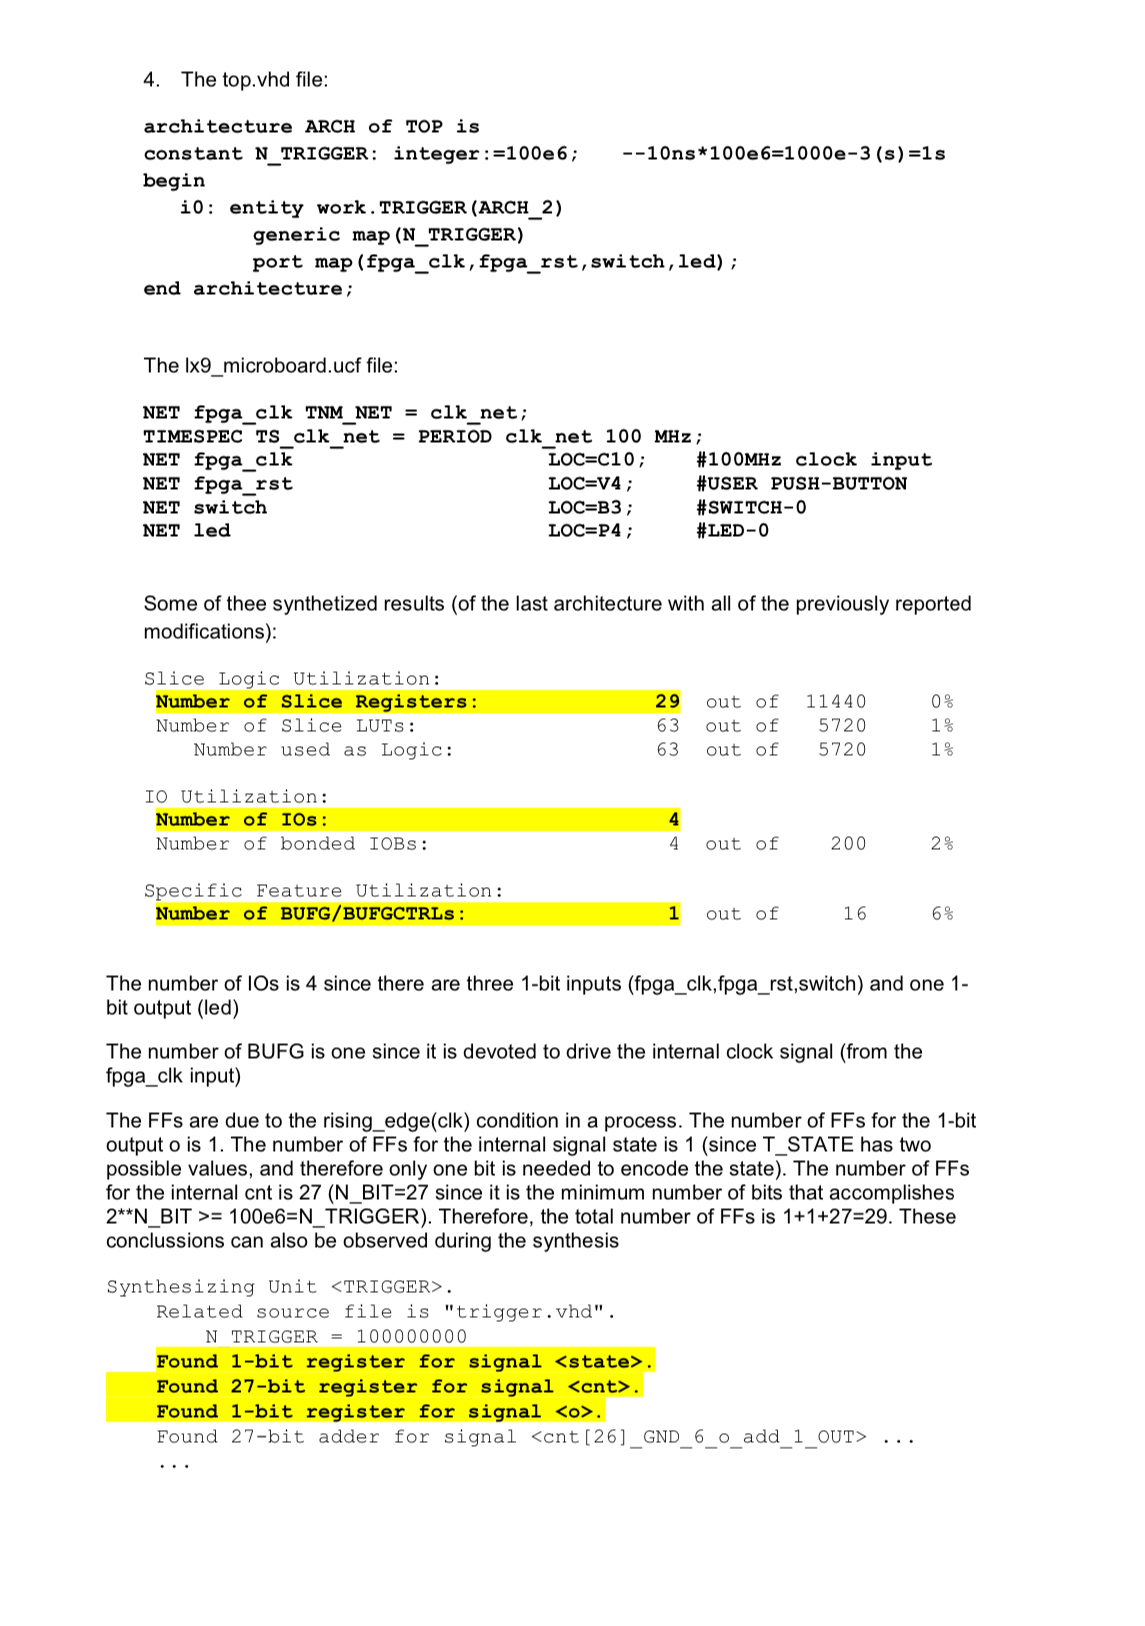 4. The top.vhd file:
architecture ARCH of TOP is
constant N_TRIGGER: integer:=100e6; --10ns*100e6=1000e-3(s)=1s
begin
i0: entity work.TRIGGER(ARCH_2)
generic map(N_TRIGGER)
port map(fpga_clk,fpga_rst,switch,led);
end architecture;
The lx9_microboard.ucf file:
NET fpga_clk TNM_NET = clk_net;
TIMESPEC TS_clk_net = PERIOD clk_net 100 MHz;
NET fpga_clk LOC=C10; #100MHz clock input
NET fpga_rst LOC=V4; #USER PUSH-BUTTON
NET switch LOC=B3; #SWITCH-0
NET led LOC=P4; #LED-0
Some of thee synthetized results (of the last architecture with all of the previously reported
modifications):
Slice Logic Utilization:
Number of Slice Registers: 29 out of 11440 0%
Number of Slice LUTs: 63 out of 5720 1%
Number used as Logic: 63 out of 5720 1%
IO Utilization:
Number of IOs: 4
Number of bonded IOBs: 4 out of 200 2%
Specific Feature Utilization:
Number of BUFG/BUFGCTRLs: 1 out of 16 6%
The number of IOs is 4 since there are three 1-bit inputs (fpga_clk,fpga_rst,switch) and one 1-
bit output (led)
The number of BUFG is one since it is devoted to drive the internal clock signal (from the
fpga_clk input)
The FFs are due to the rising_edge(clk) condition in a process. The number of FFs for the 1-bit
output o is 1. The number of FFs for the internal signal state is 1 (since T_STATE has two
possible values, and therefore only one bit is needed to encode the state). The number of FFs
for the internal cnt is 27 (N_BIT=27 since it is the minimum number of bits that accomplishes
2**N_BIT >= 100e6=N_TRIGGER). Therefore, the total number of FFs is 1+1+27=29. These
conclussions can also be observed during the synthesis
Synthesizing Unit <TRIGGER>.
Related source file is "trigger.vhd".
N TRIGGER = 100000000
Found 1-bit register for signal <state>.
Found 27-bit register for signal <cnt>.
Found 1-bit register for signal <o>.
Found 27-bit adder for signal <cnt[26]_GND_6_o_add_1_OUT> ...
...